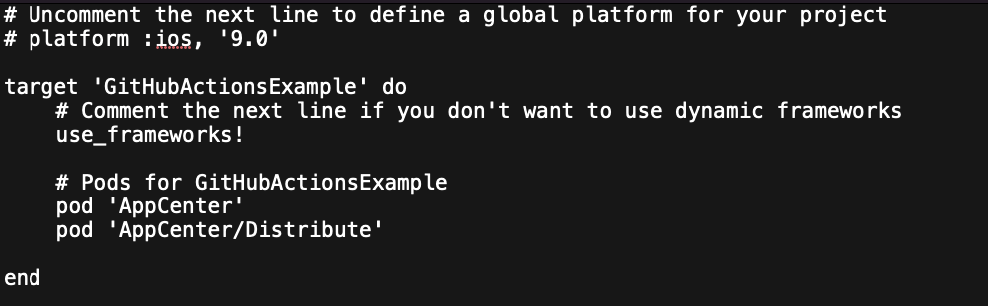 # Uncomment the next line to define a global platform for your project
# platform :ios, '9.0'
target 'GitHubActionsExample' do
# Comment the next line if you don't want to use dynamic frameworks
use_frameworks!
# Pods for GitHubActionsExample
pod 'AppCenter'
pod 'AppCenter/Distribute'
end